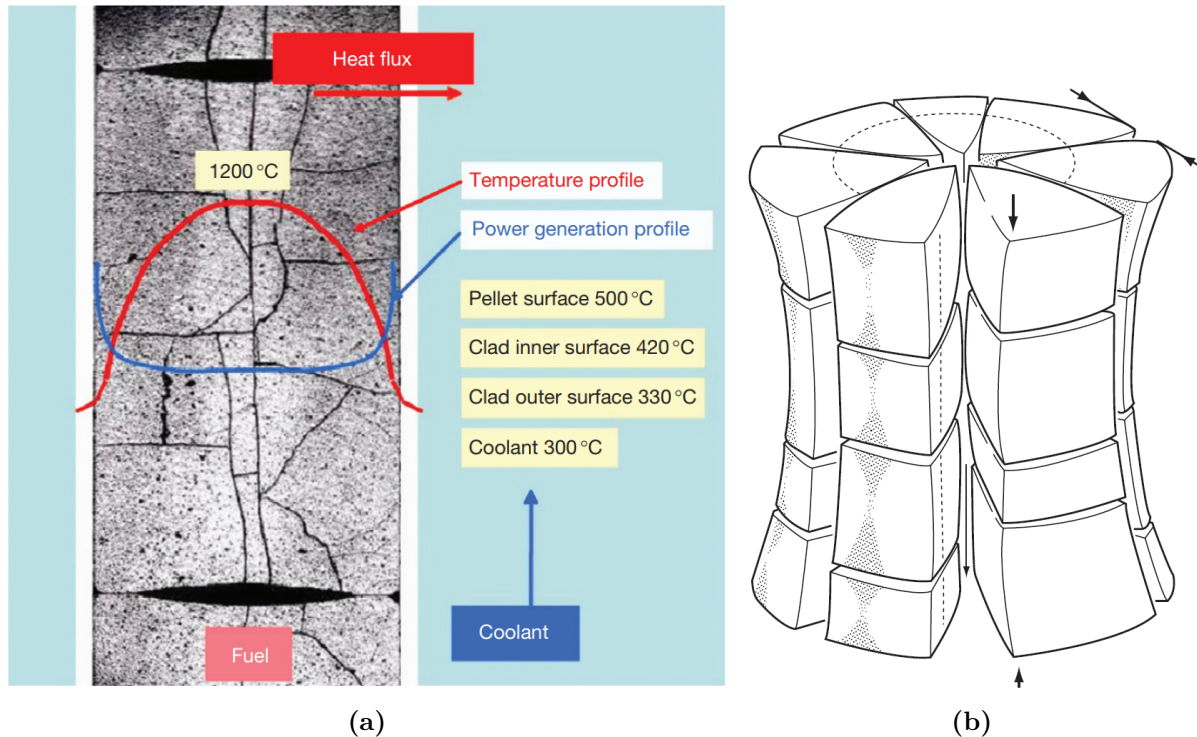 Heat flux
1200 °C
Temperature profile
Power generation profile
Pellet surface 500 °C
Clad inner surface 420 °C
Clad outer surface 330 °C
Coolant 300 °C
Coolant
Fuel
(a)
(b)